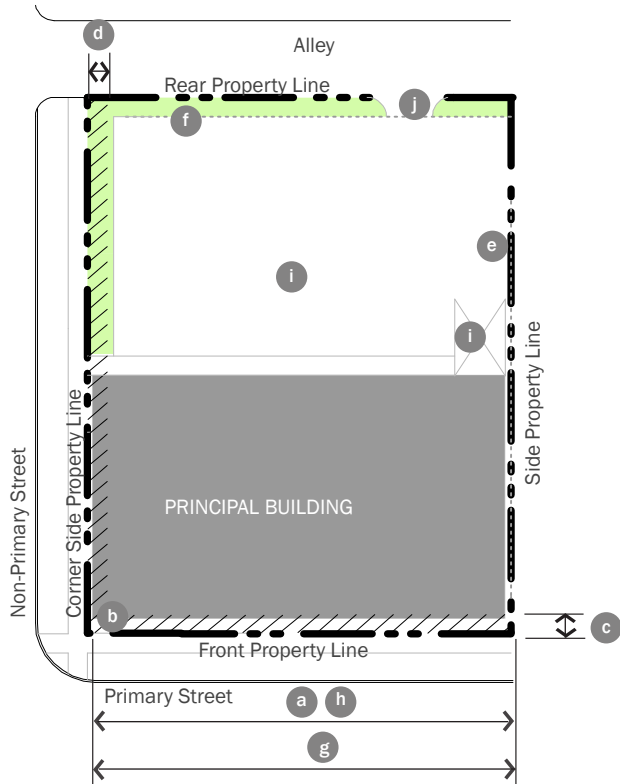 d
Alley
Rear Property Line
j
f
e
i
i
Side Property Line
Non-Primary Street
Corner Side Property Line
PRINCIPAL BUILDING
b
c
Front Property Line
Primary Street
a h
g